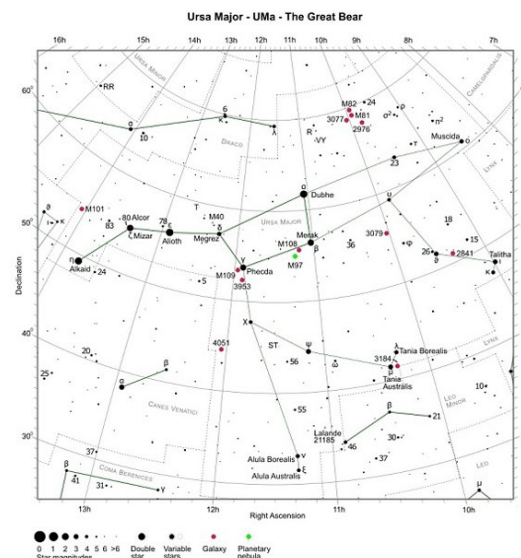 Ursa Major - UMa - The Great Bear
16h 15h 14h 13h 12h 11h 10h 9h 8h 7h
URSA MINOR
CAMELOPARDALIS
RR
60°
M82 24 ρ
M81
3077
2976
σ² π²
α
10
6
κ
λ
DRACO
R
VY
Muscida
ο
τ
23
LYNX
α
Dubhe
υ
M101
80 Alcor
83
ζ
Mizar
78
ε
Alioth
T
M40
δ
Megrez
URSA MAJOR
50°
18
Merak
β
36
3079
φ
15
26
θ
2841
Talitha
ι
κ
η
Alkaid
24
γ
Phecda
M108
M97
M109
3953
5
Declination
40°
4051
χ
ST
ψ
56
ω
λ
Tania Borealis
3184
μ
Tania
Australis
LYNX
20
25
β
α
LEO
MINOR
10
CANES VENATICI
55
β
21
Lalande
21185
46
30
37
30°
37
Alula Borealis
ν
Alula Australis
ξ
LEO
μ
β
41
COMA BERENICES
31
γ
13h 12h 11h 10h
Right Ascension
0 1 2 3 4 5 6 >6
Star magnitudes
Double
star
Variable
stars
Galaxy
Planetary
nebula